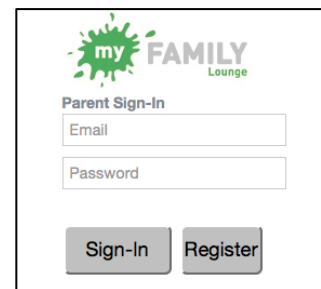 my FAMILY
Lounge
Parent Sign-In
Email
Password
Sign-In Register